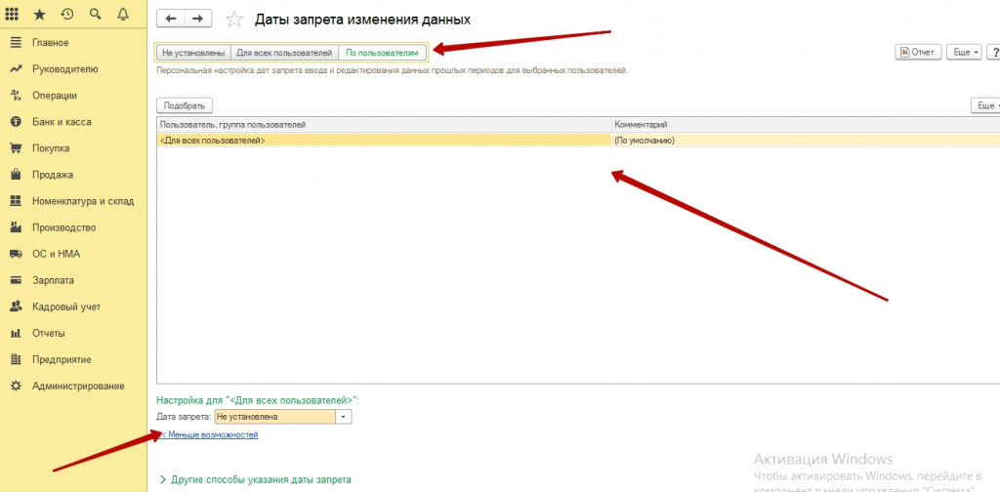 Даты запрета изменения данных
Главное
Руководителю
Операции
Банк и касса
Покупка
Продажа
Номенклатура и склад
Производство
ОС и НМА
Зарплата
Кадровый учет
Отчеты
Предприятие
Администрирование
Не установлены Для всех пользователей По пользователям
Отчет Еще ?
Персональная настройка дат запрета ввода и редактирования данных прошлых периодов для выбранных пользователей.
Подобрать Еще
Пользователь, группа пользователей Комментарий
<Для всех пользователей> (По умолчанию)
Настройка для "<Для всех пользователей>":
Дата запрета: Не установлена
< Меньше возможностей
Другие способы указания даты запрета
Активация Windows
Чтобы активировать Windows, перейдите в
компонент панели управления "Система".